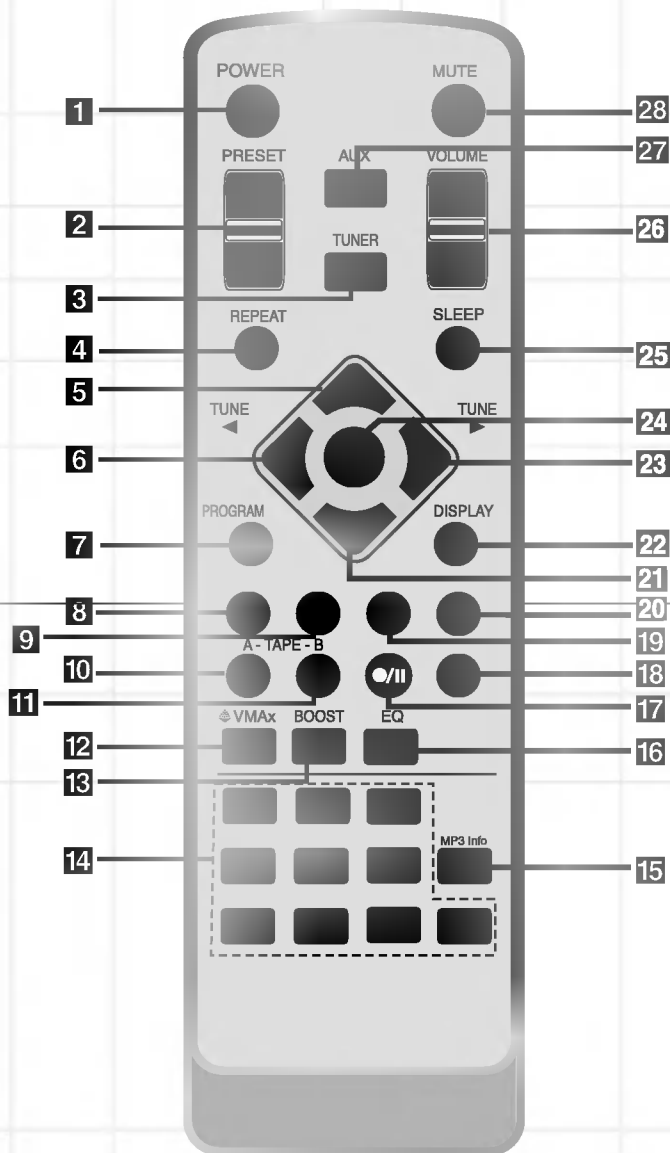 POWER MUTE
1 28
PRESET AUX VOLUME 27
2 26
TUNER
3
REPEAT SLEEP
4 25
5
TUNE TUNE
◄ ► 24
6 23
PROGRAM DISPLAY
7 22
21
8 20
9 19
A - TAPE - B
10 18
11 ●/II 17
VMAx BOOST EQ
12 16
13
MP3 Info
14 15